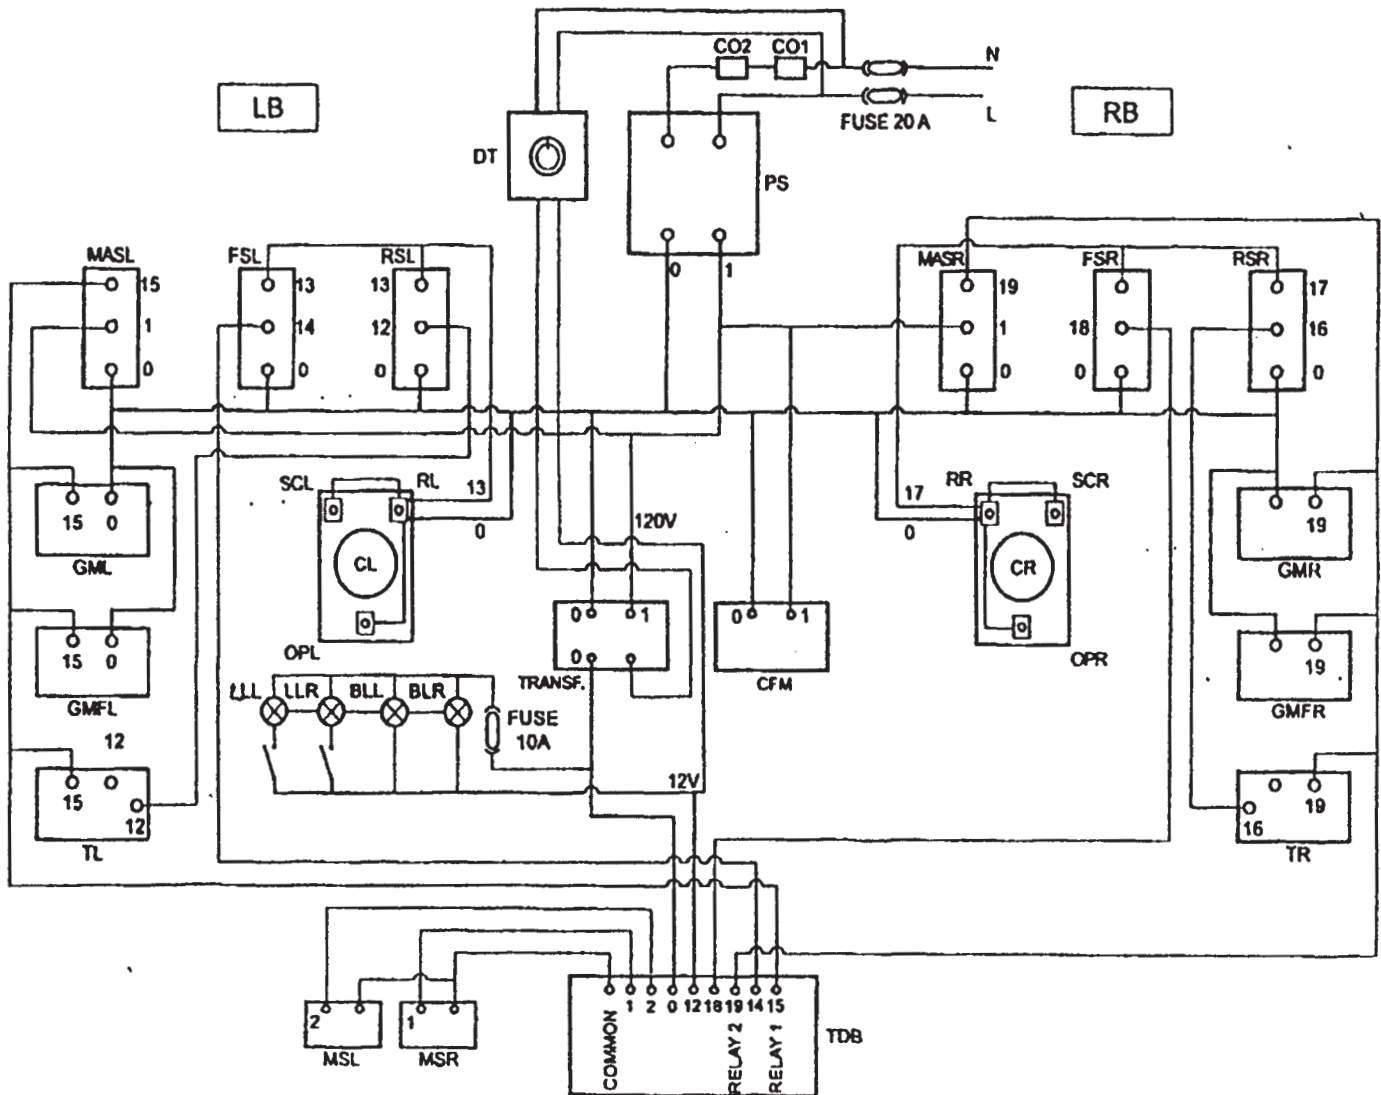 CO2 CO1
N
L
FUSE 20 A
LB
RB
DT
PS
0 1
MASL
15
1
0
FSL
13
14
0
RSL
13
12
0
MASR
19
1
0
FSR
18
0
RSR
17
16
0
SCL
RL
13
0
CL
OPL
120V
17
0
RR
SCR
CR
OPR
15 0
GML
15 0
GMFL
12
15
12
TL
19
GMR
19
GMFR
16
19
TR
0 1
0
TRANSF.
0 1
CFM
LLL LLR BLL BLR
FUSE
10A
12V
2
MSL
1
MSR
COMMON
1 2 0 12 18 19 14 15
RELAY 2
RELAY 1
TDB